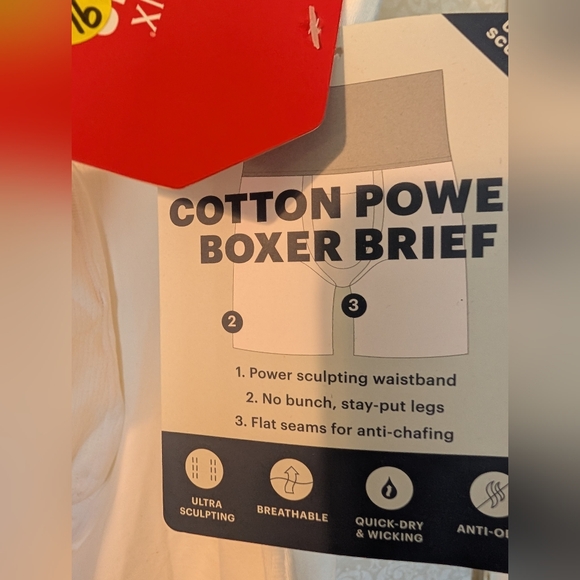 COTTON POWE
BOXER BRIEF
3
2
1. Power sculpting waistband
2. No bunch, stay-put legs
3. Flat seams for anti-chafing
ULTRA
SCULPTING
BREATHABLE
QUICK-DRY
& WICKING